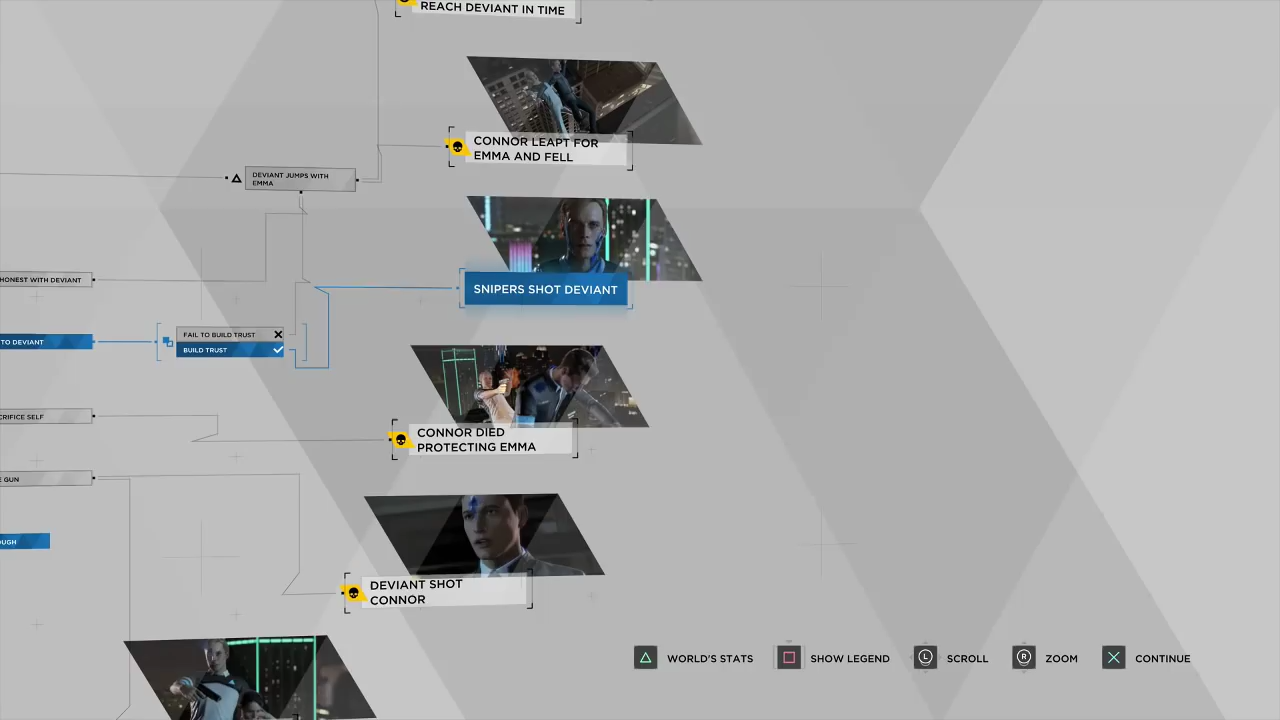 REACH DEVIANT IN TIME
CONNOR LEAPT FOR
EMMA AND FELL
DEVIANT JUMPS WITH
EMMA
HONEST WITH DEVIANT
SNIPERS SHOT DEVIANT
FAIL TO BUILD TRUST
TO DEVIANT
BUILD TRUST
CRIFICE SELF
CONNOR DIED
PROTECTING EMMA
E GUN
OUGH
DEVIANT SHOT
CONNOR
WORLD'S STATS
SHOW LEGEND
L
SCROLL
R
ZOOM
CONTINUE